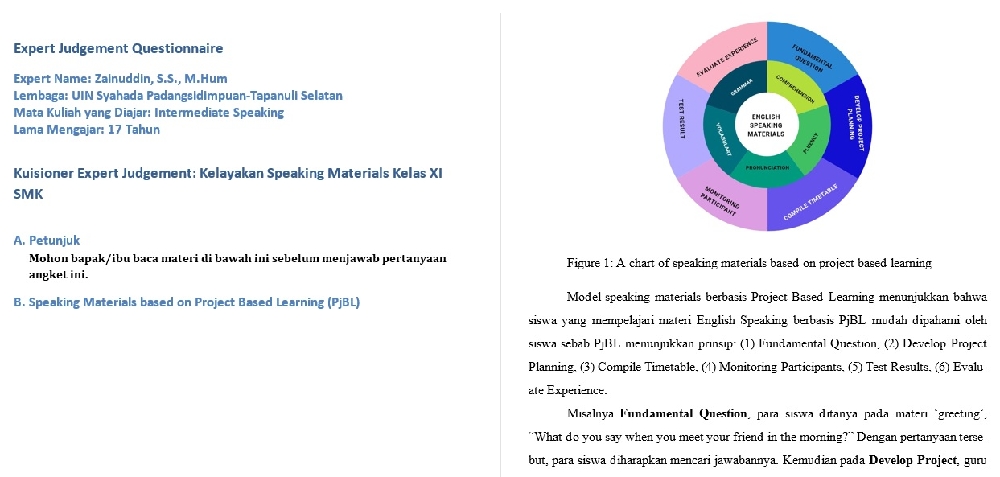 Expert Judgement Questionnaire
Expert Name: Zainuddin, S.S., M.Hum
Lembaga: UIN Syahada Padangsidimpuan-Tapanuli Selatan
Mata Kuliah yang Diajar: Intermediate Speaking
Lama Mengajar: 17 Tahun
Kuisioner Expert Judgement: Kelayakan Speaking Materials Kelas XI
SMK
A. Petunjuk
Mohon bapak/ibu baca materi di bawah ini sebelum menjawab pertanyaan
angket ini.
B. Speaking Materials based on Project Based Learning (PjBL)
EVALUATE EXPERIENCE
FUNDAMENTAL
QUESTION
DEVELOP PROJECT
PLANNING
COMPILE TIMETABLE
MONITORING
PARTICIPANT
TEST RESULT
GRAMMAR
COMPREHENSION
FLUENCY
PRONUNCIATION
VOCABULARY
ENGLISH
SPEAKING
MATERIALS
Figure 1: A chart of speaking materials based on project based learning
Model speaking materials berbasis Project Based Learning menunjukkan bahwa
siswa yang mempelajari materi English Speaking berbasis PjBL mudah dipahami oleh
siswa sebab PjBL menunjukkan prinsip: (1) Fundamental Question, (2) Develop Project
Planning, (3) Compile Timetable, (4) Monitoring Participants, (5) Test Results, (6) Evalu-
ate Experience.
Misalnya Fundamental Question, para siswa ditanya pada materi ‘greeting’,
“What do you say when you meet your friend in the morning?” Dengan pertanyaan terse-
but, para siswa diharapkan mencari jawabannya. Kemudian pada Develop Project, guru